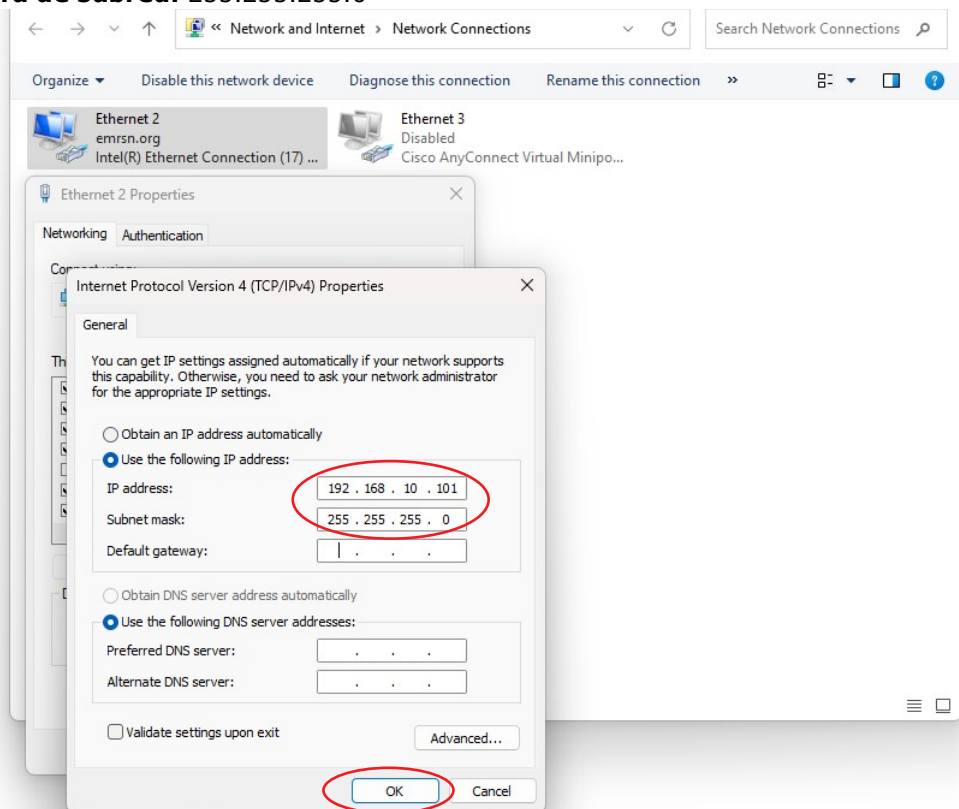 de subred: 255.255.255.0
« Network and Internet › Network Connections
Search Network Connections
Organize
Disable this network device
Diagnose this connection
Rename this connection
»
Ethernet 2
emrsn.org
Intel(R) Ethernet Connection (17) ...
Ethernet 3
Disabled
Cisco AnyConnect Virtual Minipo...
Ethernet 2 Properties
Networking
Authentication
Internet Protocol Version 4 (TCP/IPv4) Properties
General
You can get IP settings assigned automatically if your network supports
this capability. Otherwise, you need to ask your network administrator
for the appropriate IP settings.
Obtain an IP address automatically
Use the following IP address:
IP address: 192 . 168 . 10 . 101
Subnet mask: 255 . 255 . 255 . 0
Default gateway: . . .
Obtain DNS server address automatically
Use the following DNS server addresses:
Preferred DNS server: . . .
Alternate DNS server: . . .
Validate settings upon exit
Advanced...
OK
Cancel